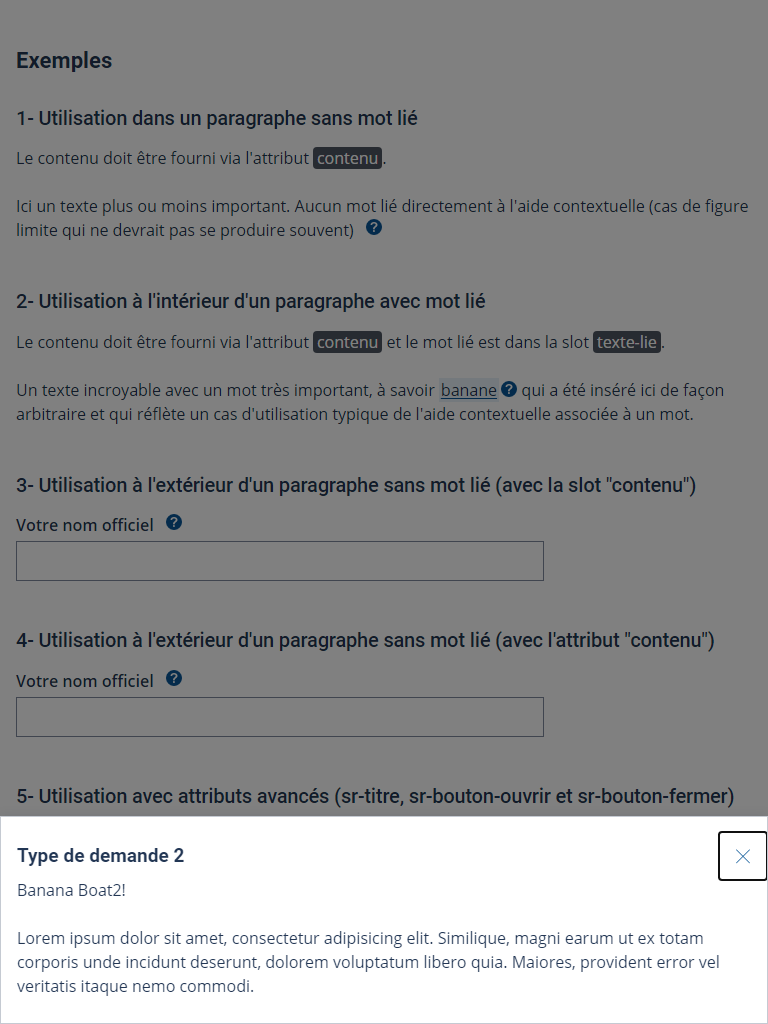 Exemples
1- Utilisation dans un paragraphe sans mot lié
Le contenu doit être fourni via l'attribut contenu.
Ici un texte plus ou moins important. Aucun mot lié directement à l'aide contextuelle (cas de figure
limite qui ne devrait pas se produire souvent) ?
2- Utilisation à l'intérieur d'un paragraphe avec mot lié
Le contenu doit être fourni via l'attribut contenu et le mot lié est dans la slot texte-lie.
Un texte incroyable avec un mot très important, à savoir banane ? qui a été inséré ici de façon
arbitraire et qui réflète un cas d'utilisation typique de l'aide contextuelle associée à un mot.
3- Utilisation à l'extérieur d'un paragraphe sans mot lié (avec la slot "contenu")
Votre nom officiel ?
4- Utilisation à l'extérieur d'un paragraphe sans mot lié (avec l'attribut "contenu")
Votre nom officiel ?
5- Utilisation avec attributs avancés (sr-titre, sr-bouton-ouvrir et sr-bouton-fermer)
Type de demande 2
Banana Boat2!
Lorem ipsum dolor sit amet, consectetur adipisicing elit. Similique, magni earum ut ex totam
corporis unde incidunt deserunt, dolorem voluptatum libero quia. Maiores, provident error vel
veritatis itaque nemo commodi.